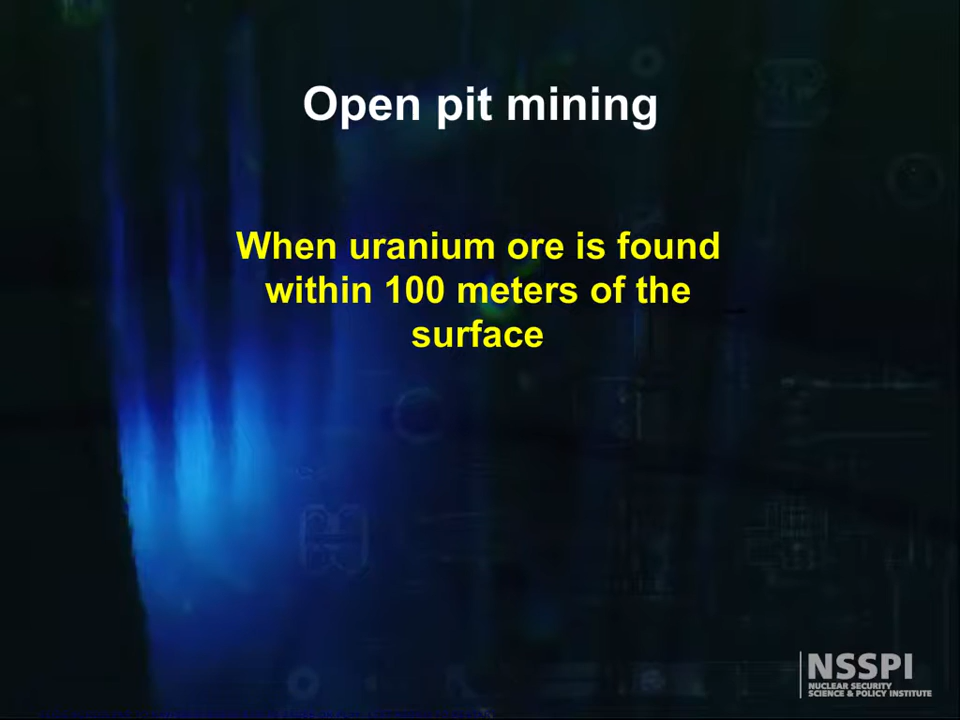 Open pit mining
When uranium ore is found
within 100 meters of the
surface
NSSPI
NUCLEAR SECURITY
SCIENCE & POLICY INSTITUTE